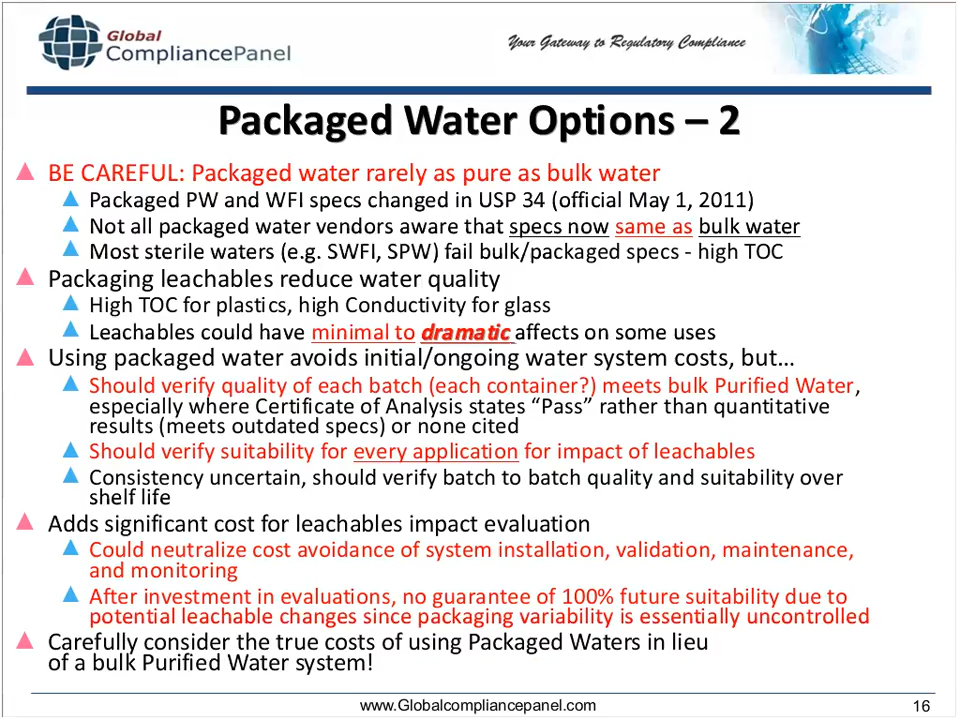 Global
CompliancePanel
Your Gateway to Regulatory Compliance
Packaged Water Options – 2
BE CAREFUL: Packaged water rarely as pure as bulk water
Packaged PW and WFI specs changed in USP 34 (official May 1, 2011)
Not all packaged water vendors aware that specs now same as bulk water
Most sterile waters (e.g. SWFI, SPW) fail bulk/packaged specs - high TOC
Packaging leachables reduce water quality
High TOC for plastics, high Conductivity for glass
Leachables could have minimal to dramatic affects on some uses
Using packaged water avoids initial/ongoing water system costs, but…
Should verify quality of each batch (each container?) meets bulk Purified Water,
especially where Certificate of Analysis states “Pass” rather than quantitative
results (meets outdated specs) or none cited
Should verify suitability for every application for impact of leachables
Consistency uncertain, should verify batch to batch quality and suitability over
shelf life
Adds significant cost for leachables impact evaluation
Could neutralize cost avoidance of system installation, validation, maintenance,
and monitoring
After investment in evaluations, no guarantee of 100% future suitability due to
potential leachable changes since packaging variability is essentially uncontrolled
Carefully consider the true costs of using Packaged Waters in lieu
of a bulk Purified Water system!
www.Globalcompliancepanel.com
16